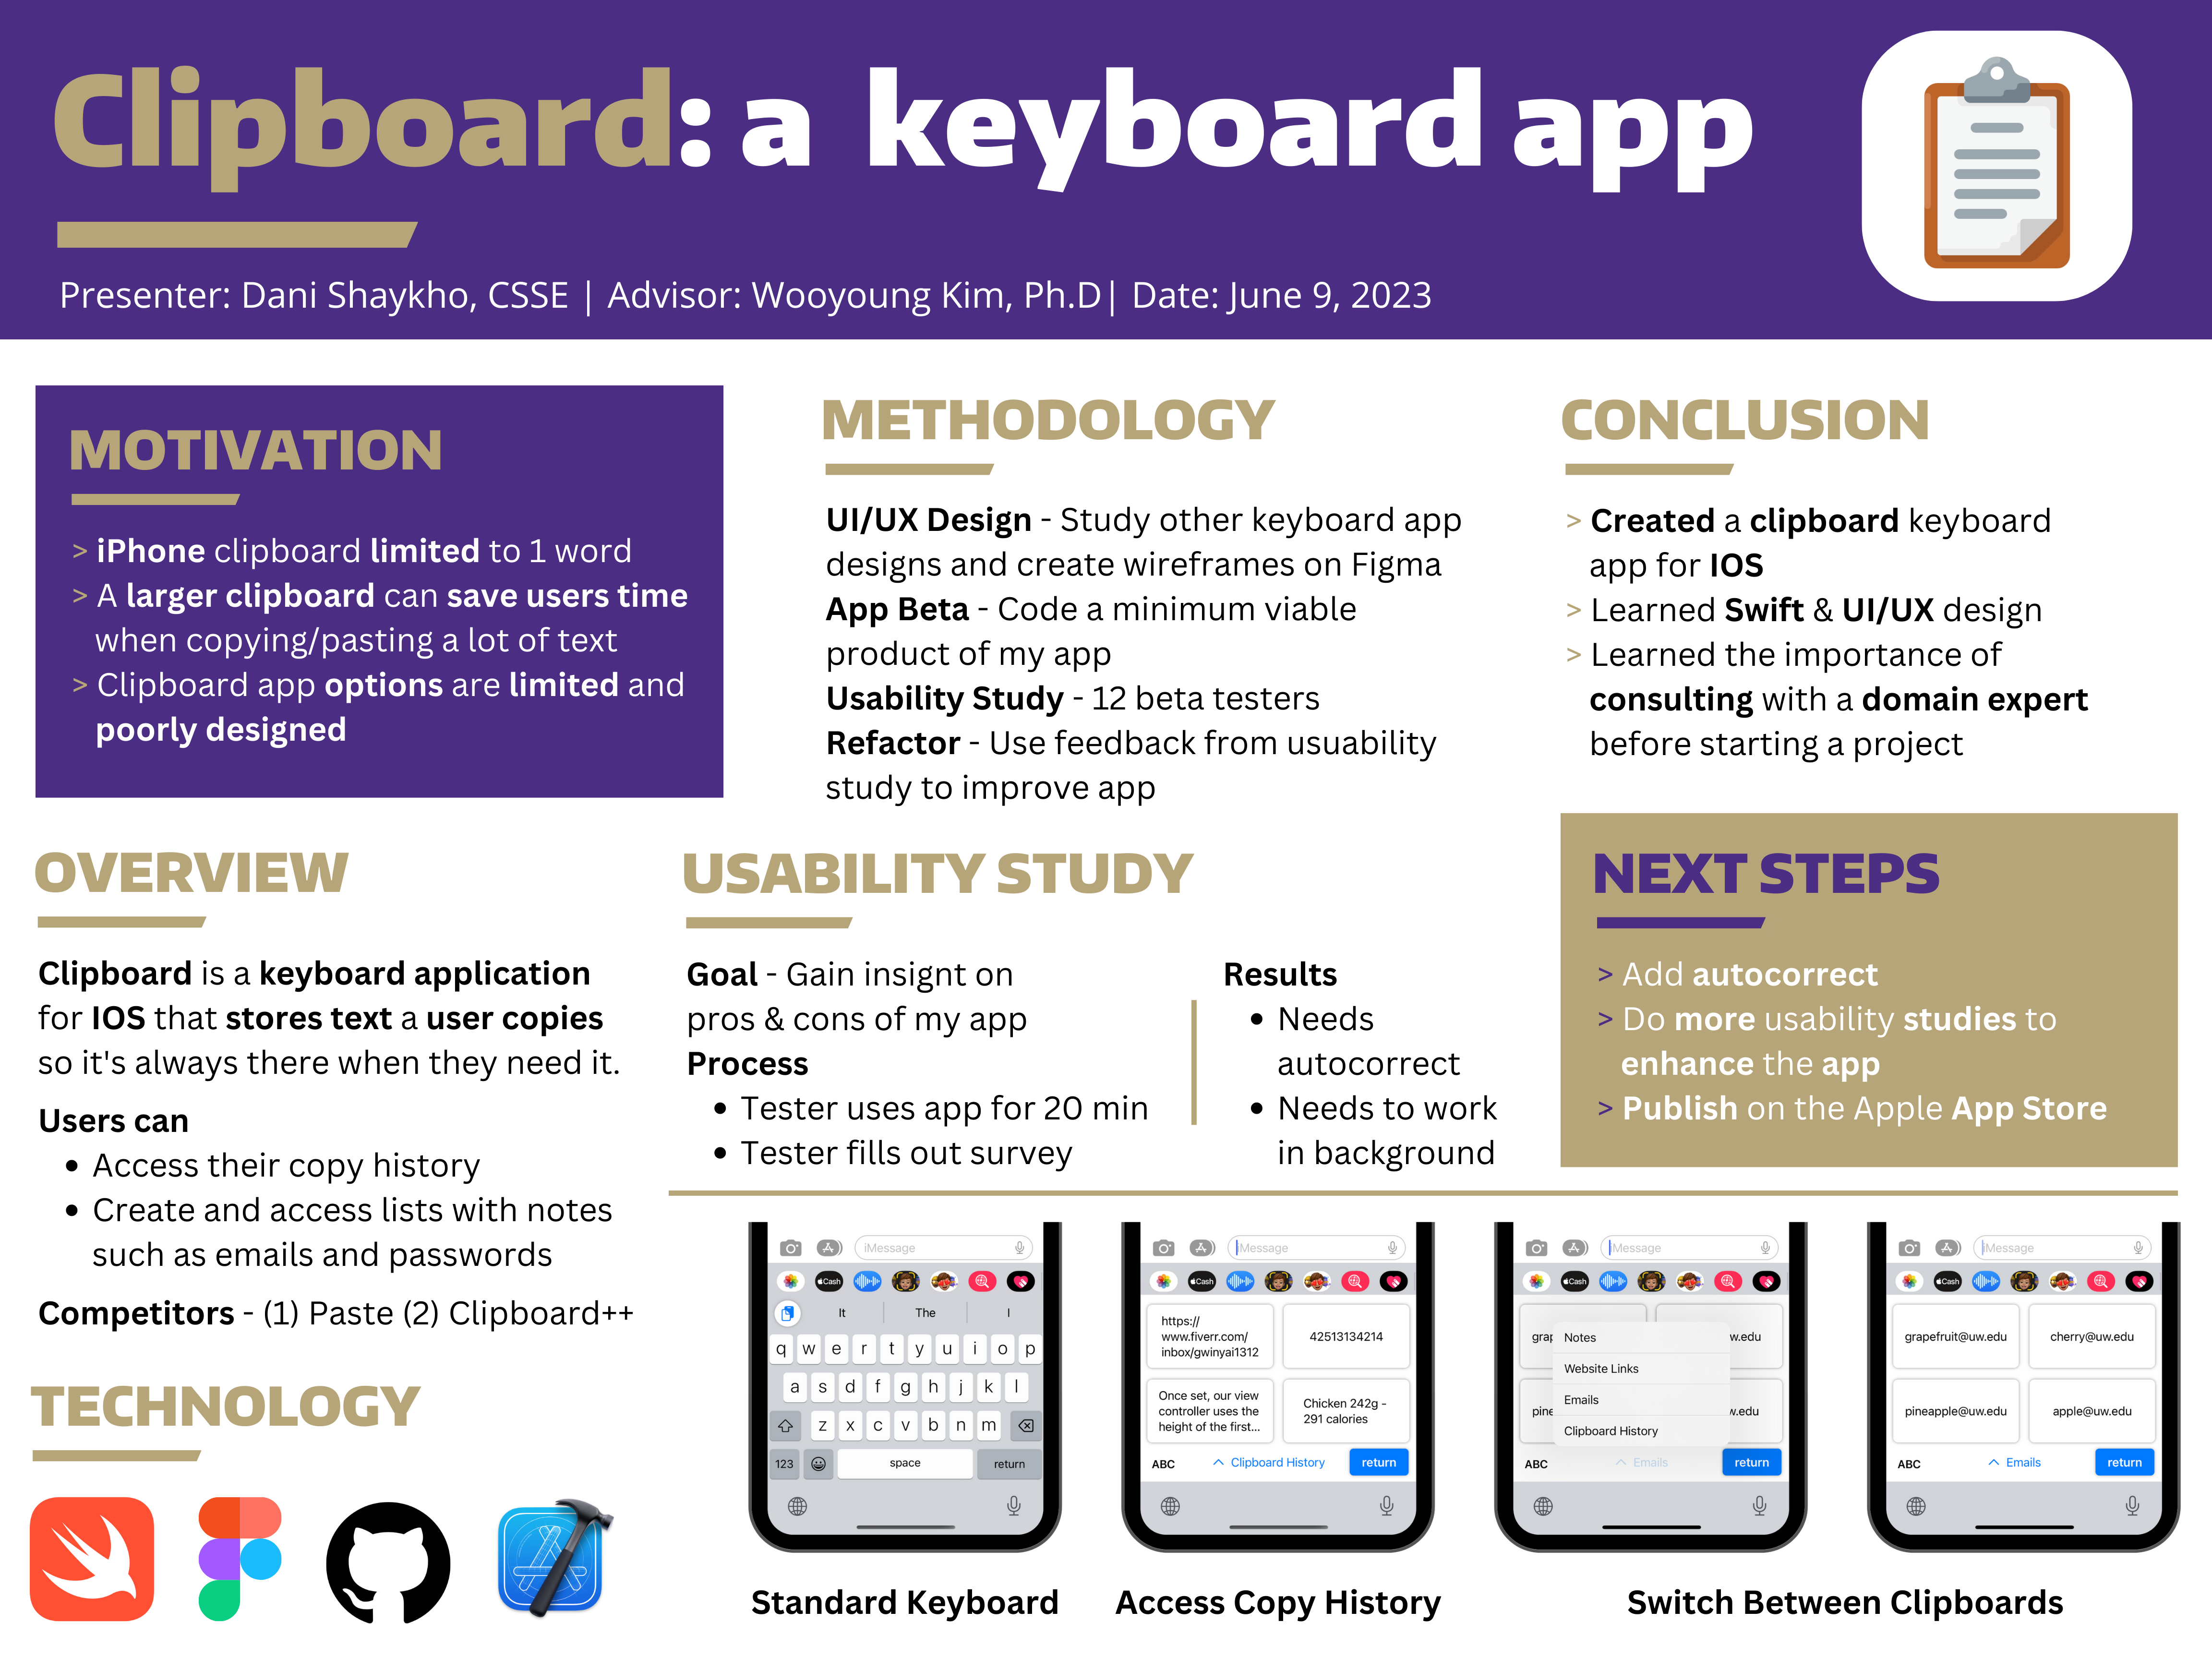 Clipboard: a keyboard app
Presenter: Dani Shaykho, CSSE | Advisor: Wooyoung Kim, Ph.D| Date: June 9, 2023
MOTIVATION
> iPhone clipboard limited to 1 word
> A larger clipboard can save users time
when copying/pasting a lot of text
> Clipboard app options are limited and
poorly designed
METHODOLOGY
UI/UX Design - Study other keyboard app
designs and create wireframes on Figma
App Beta - Code a minimum viable
product of my app
Usability Study - 12 beta testers
Refactor - Use feedback from usuability
study to improve app
CONCLUSION
> Created a clipboard keyboard
app for IOS
> Learned Swift & UI/UX design
> Learned the importance of
consulting with a domain expert
before starting a project
OVERVIEW
Clipboard is a keyboard application
for IOS that stores text a user copies
so it's always there when they need it.
Users can
• Access their copy history
• Create and access lists with notes
such as emails and passwords
Competitors - (1) Paste (2) Clipboard++
TECHNOLOGY
USABILITY STUDY
Goal - Gain insignt on
pros & cons of my app
Process
• Tester uses app for 20 min
• Tester fills out survey
Results
• Needs
autocorrect
• Needs to work
in background
NEXT STEPS
> Add autocorrect
> Do more usability studies to
enhance the app
> Publish on the Apple App Store
iMessage
Cash
It The I
q w e r t y u i o p
a s d f g h j k l
z x c v b n m
123 space return
Standard Keyboard
iMessage
Cash
https://
www.fiverr.com/
inbox/gwinyai1312
42513134214
Once set, our view
controller uses the
height of the first...
Chicken 242g -
291 calories
ABC Clipboard History return
Access Copy History
iMessage
Cash
grap
w.edu
pine
w.edu
Notes
Website Links
Emails
Clipboard History
ABC Emails return
iMessage
Cash
grapefruit@uw.edu cherry@uw.edu
pineapple@uw.edu apple@uw.edu
ABC Emails return
Switch Between Clipboards